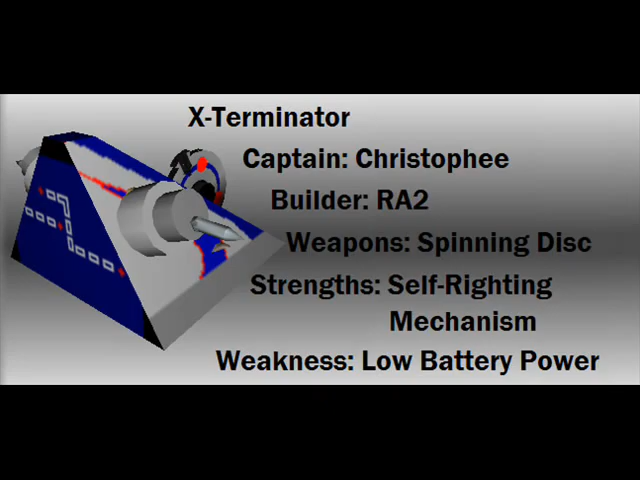 X-Terminator
Captain: Christophee
Builder: RA2
Weapons: Spinning Disc
Strengths: Self-Righting
Mechanism
Weakness: Low Battery Power